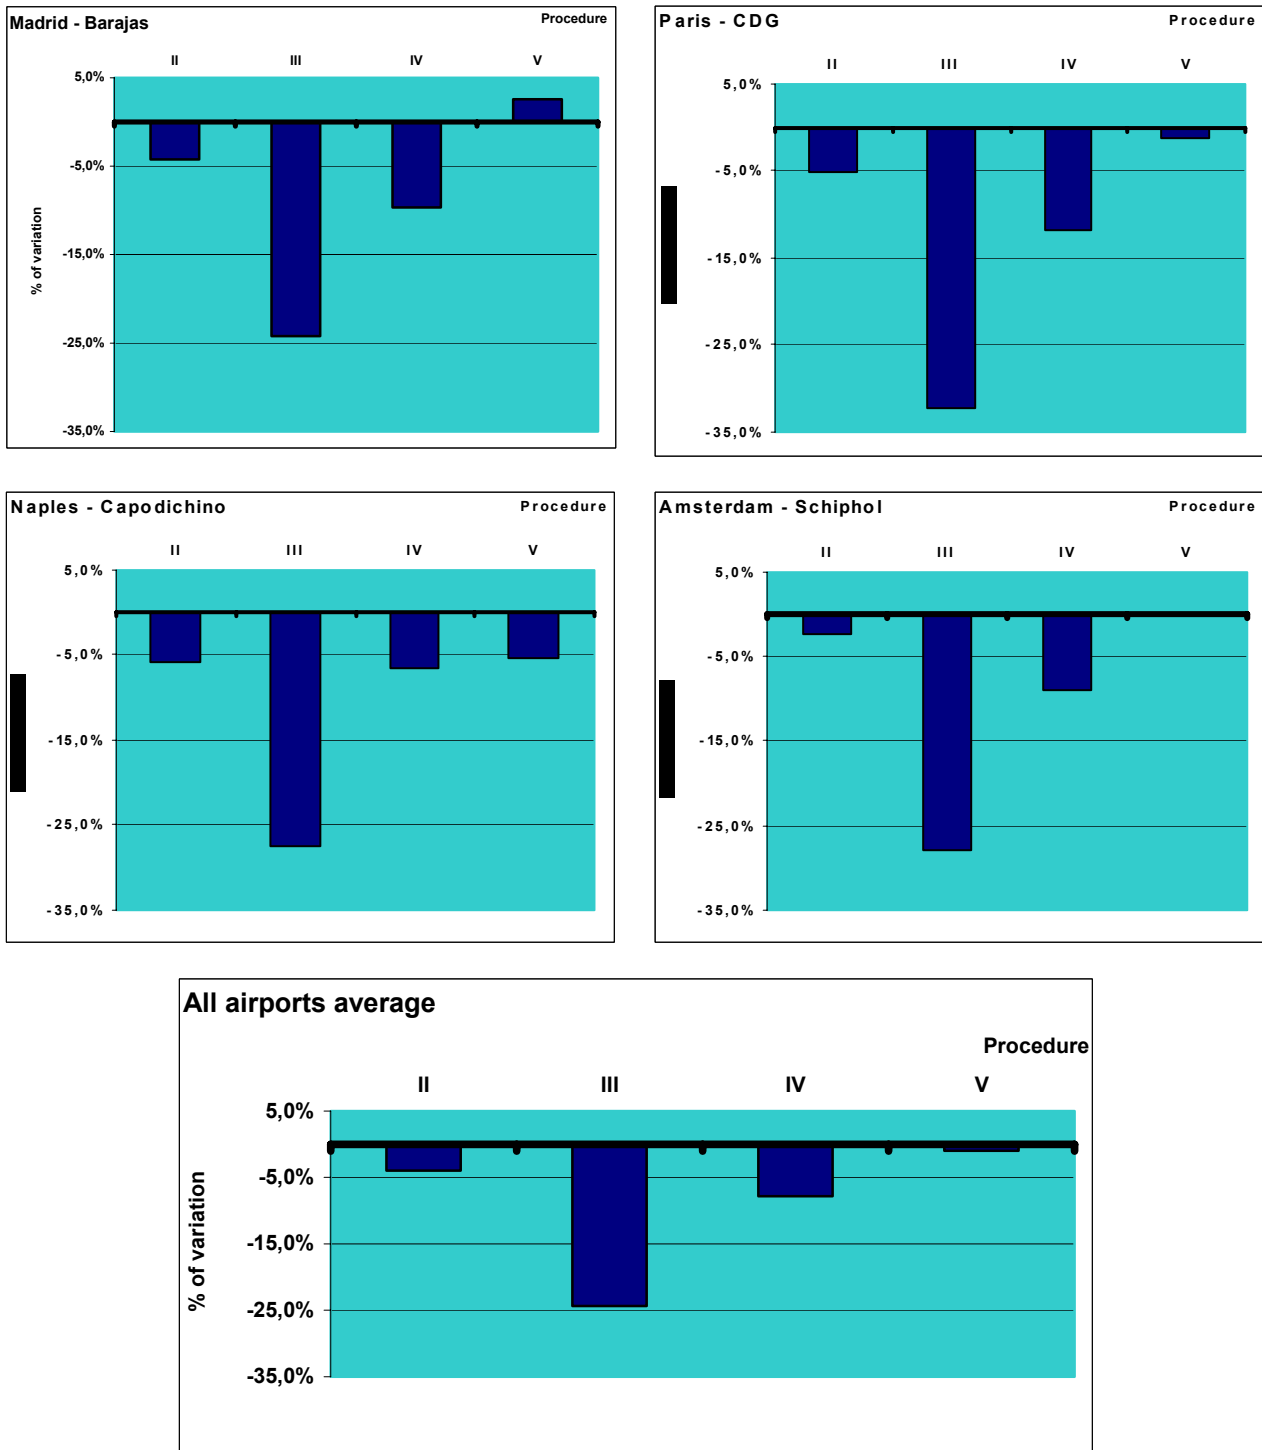 Madrid - Barajas
Procedure
II III IV V
5,0%
-5,0%
-15,0%
-25,0%
-35,0%
% of variation
Paris - CDG
Procedure
II III IV V
5,0%
-5,0%
-15,0%
-25,0%
-35,0%
Naples - Capodichino
Procedure
II III IV V
5,0%
-5,0%
-15,0%
-25,0%
-35,0%
Amsterdam - Schiphol
Procedure
II III IV V
5,0%
-5,0%
-15,0%
-25,0%
-35,0%
All airports average
Procedure
II III IV V
5,0%
-5,0%
-15,0%
-25,0%
-35,0%
% of variation